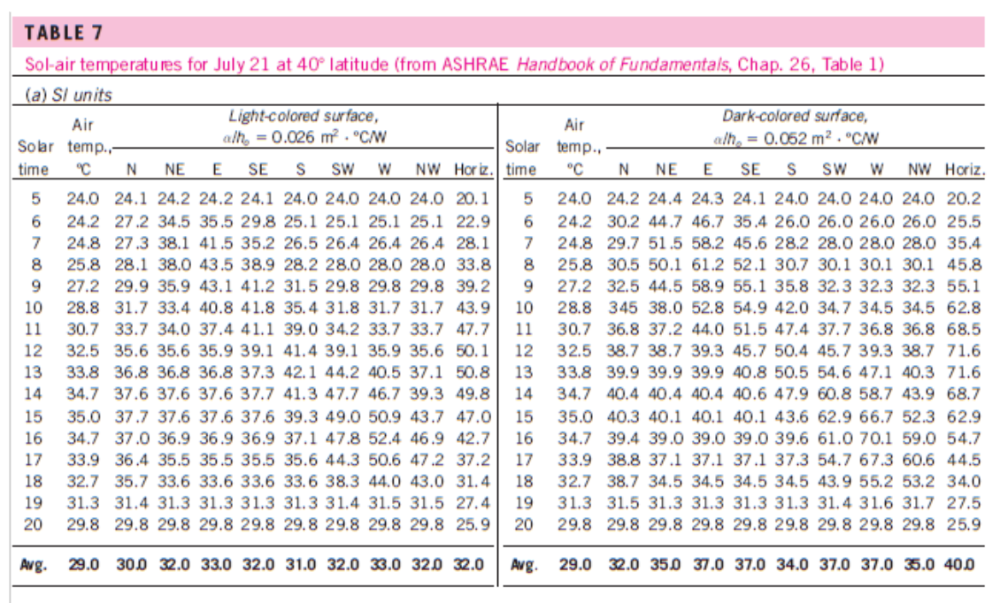 TABLE 7
Sol-air temperatures for July 21 at 40° latitude (from ASHRAE Handbook of Fundamentals, Chap. 26, Table 1)
(a) SI units
Solar time Air temp., °C Light-colored surface, α/hₒ = 0.026 m² · °C/W Solar time Air temp., °C Dark-colored surface, α/hₒ = 0.052 m² · °C/W
N NE E SE S SW W NW Horiz. N NE E SE S SW W NW Horiz.
5 24.0 24.1 24.2 24.2 24.1 24.0 24.0 24.0 24.0 20.1 5 24.0 24.2 24.4 24.3 24.1 24.0 24.0 24.0 24.0 20.2
6 24.2 27.2 34.5 35.5 29.8 25.1 25.1 25.1 25.1 22.9 6 24.2 30.2 44.7 46.7 35.4 26.0 26.0 26.0 26.0 25.5
7 24.8 27.3 38.1 41.5 35.2 26.5 26.4 26.4 26.4 28.1 7 24.8 29.7 51.5 58.2 45.6 28.2 28.0 28.0 28.0 35.4
8 25.8 28.1 38.0 43.5 38.9 28.2 28.0 28.0 28.0 33.8 8 25.8 30.5 50.1 61.2 52.1 30.7 30.1 30.1 30.1 45.8
9 27.2 29.9 35.9 43.1 41.2 31.5 29.8 29.8 29.8 39.2 9 27.2 32.5 44.5 58.9 55.1 35.8 32.3 32.3 32.3 55.1
10 28.8 31.7 33.4 40.8 41.8 35.4 31.8 31.7 31.7 43.9 10 28.8 345 38.0 52.8 54.9 42.0 34.7 34.5 34.5 62.8
11 30.7 33.7 34.0 37.4 41.1 39.0 34.2 33.7 33.7 47.7 11 30.7 36.8 37.2 44.0 51.5 47.4 37.7 36.8 36.8 68.5
12 32.5 35.6 35.6 35.9 39.1 41.4 39.1 35.9 35.6 50.1 12 32.5 38.7 38.7 39.3 45.7 50.4 45.7 39.3 38.7 71.6
13 33.8 36.8 36.8 36.8 37.3 42.1 44.2 40.5 37.1 50.8 13 33.8 39.9 39.9 39.9 40.8 50.5 54.6 47.1 40.3 71.6
14 34.7 37.6 37.6 37.6 37.7 41.3 47.7 46.7 39.3 49.8 14 34.7 40.4 40.4 40.4 40.6 47.9 60.8 58.7 43.9 68.7
15 35.0 37.7 37.6 37.6 37.6 39.3 49.0 50.9 43.7 47.0 15 35.0 40.3 40.1 40.1 40.1 43.6 62.9 66.7 52.3 62.9
16 34.7 37.0 36.9 36.9 36.9 37.1 47.8 52.4 46.9 42.7 16 34.7 39.4 39.0 39.0 39.0 39.6 61.0 70.1 59.0 54.7
17 33.9 36.4 35.5 35.5 35.5 35.6 44.3 50.6 47.2 37.2 17 33.9 38.8 37.1 37.1 37.1 37.3 54.7 67.3 60.6 44.5
18 32.7 35.7 33.6 33.6 33.6 33.6 38.3 44.0 43.0 31.4 18 32.7 38.7 34.5 34.5 34.5 34.5 43.9 55.2 53.2 34.0
19 31.3 31.4 31.3 31.3 31.3 31.3 31.4 31.5 31.5 27.4 19 31.3 31.5 31.3 31.3 31.3 31.3 31.4 31.6 31.7 27.5
20 29.8 29.8 29.8 29.8 29.8 29.8 29.8 29.8 29.8 25.9 20 29.8 29.8 29.8 29.8 29.8 29.8 29.8 29.8 29.8 25.9
Avg. 29.0 30.0 32.0 33.0 32.0 31.0 32.0 33.0 32.0 32.0 Avg. 29.0 32.0 35.0 37.0 37.0 34.0 37.0 37.0 35.0 40.0